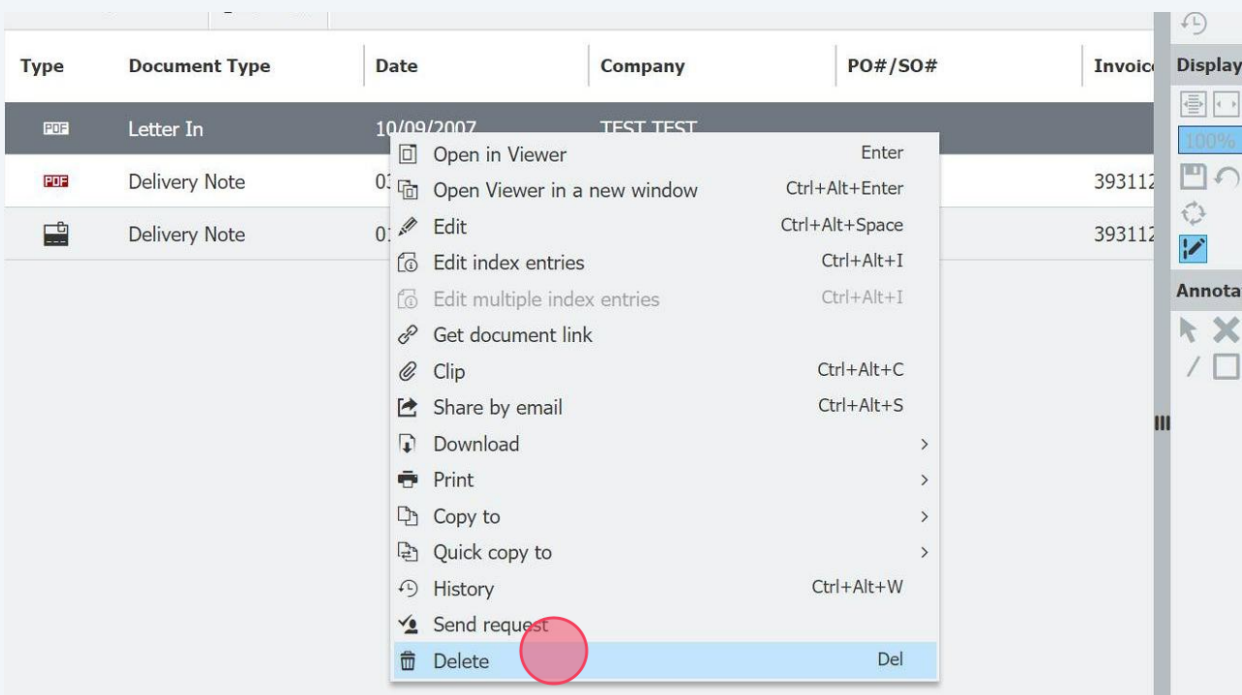 Type Document Type Date Company PO#/SO# Invoic
PDF Letter In 10/09/2007 TEST TEST
PDF Delivery Note 393112
Delivery Note 393112
Open in Viewer Enter
Open Viewer in a new window Ctrl+Alt+Enter
Edit Ctrl+Alt+Space
Edit index entries Ctrl+Alt+I
Edit multiple index entries Ctrl+Alt+I
Get document link
Clip Ctrl+Alt+C
Share by email Ctrl+Alt+S
Download
Print
Copy to
Quick copy to
History Ctrl+Alt+W
Send request
Delete Del
Display
100%
Annota